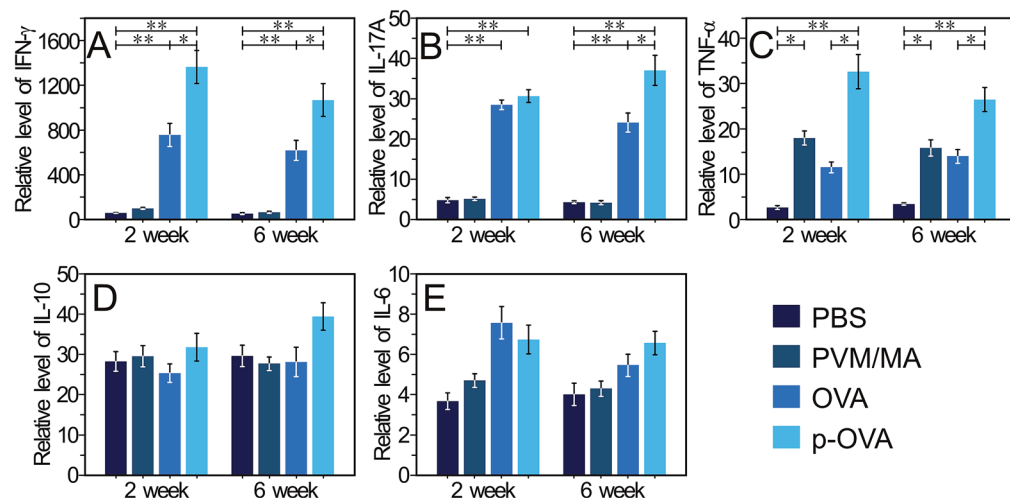 A
Relative level of IFN-γ
1600
1200
800
400
0
** **
** * ** *
2 week 6 week
B
Relative level of IL-17A
50
40
30
20
10
0
** **
** ** *
2 week 6 week
C
Relative level of TNF-α
40
30
20
10
0
** **
* * * *
2 week 6 week
D
Relative level of IL-10
50
40
30
20
10
0
2 week 6 week
E
Relative level of IL-6
10
8
6
4
2
0
2 week 6 week
PBS
PVM/MA
OVA
p-OVA